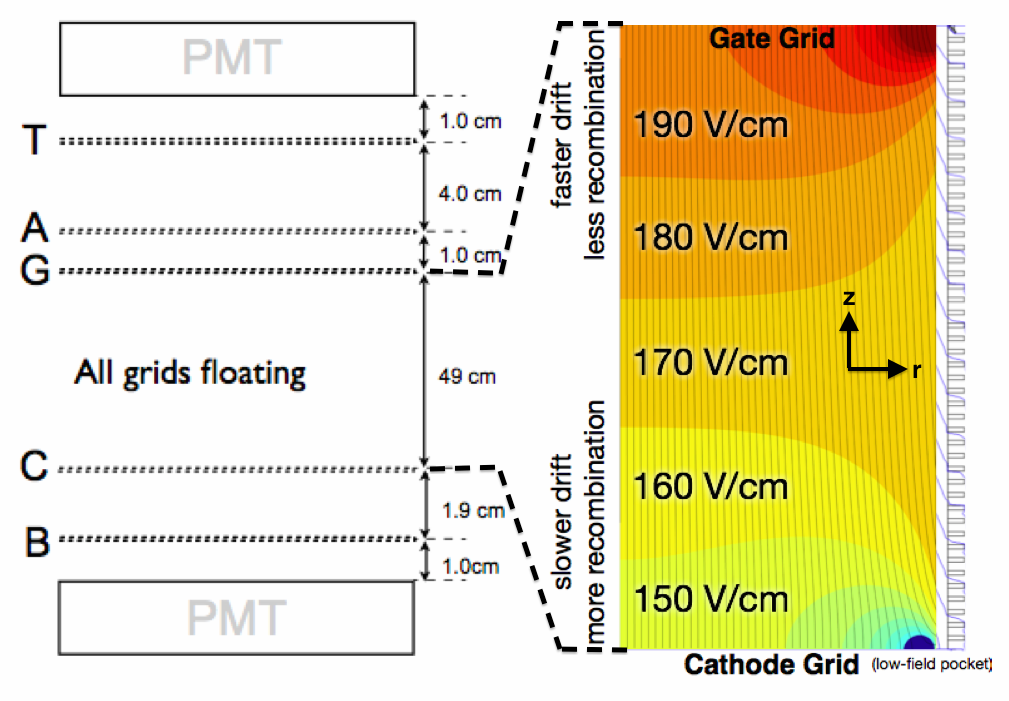 PMT
1.0 cm
T
4.0 cm
A
1.0 cm
G
All grids floating
49 cm
C
1.9 cm
B
1.0cm
PMT
faster drift
less recombination
slower drift
more recombination
Gate Grid
190 V/cm
180 V/cm
z
r
170 V/cm
160 V/cm
150 V/cm
Cathode Grid (low-field pocket)